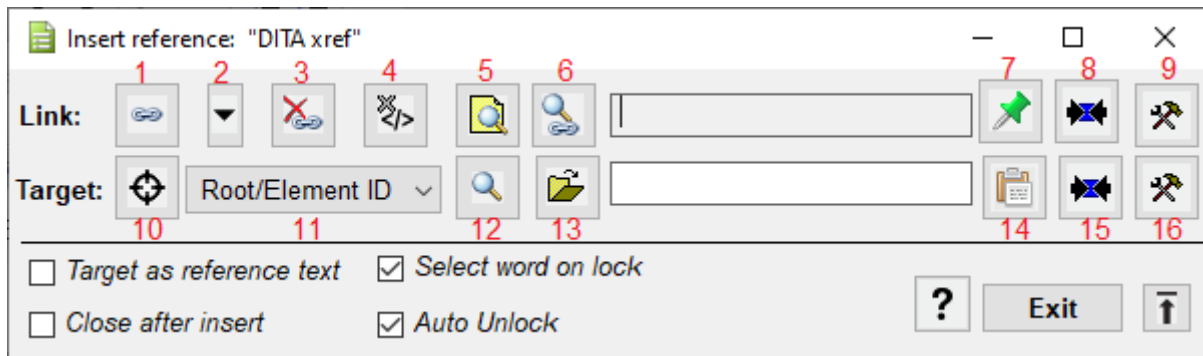 Insert reference: "DITA xref"
1 2 3 4 5 6 7 8 9
Link:
Target: Root/Element ID
10 11 12 13 14 15 16
Target as reference text Select word on lock
Close after insert Auto Unlock ? Exit